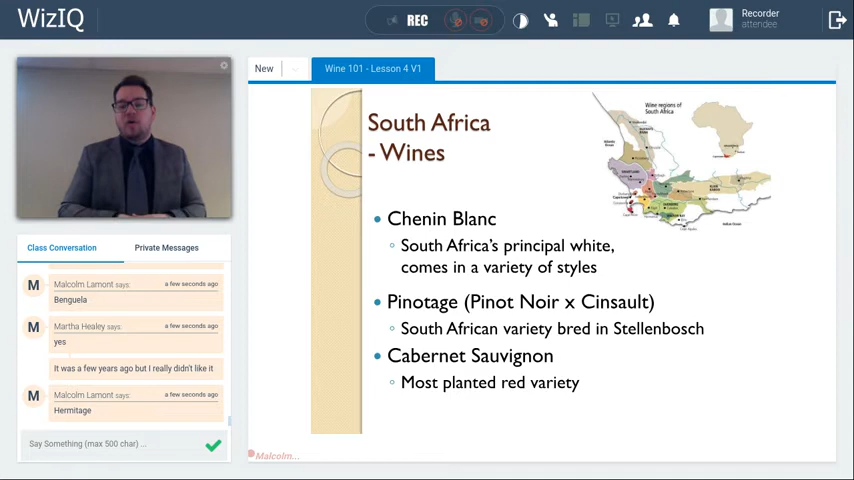 WizIQ
REC
Recorder
attendee
New
Wine 101 - Lesson 4 V1
South Africa
- Wines
Wine regions of
South Africa
Chenin Blanc
South Africa's principal white,
comes in a variety of styles
Pinotage (Pinot Noir x Cinsault)
South African variety bred in Stellenbosch
Cabernet Sauvignon
Most planted red variety
Class Conversation
Private Messages
M
Malcolm Lamont says:
a few seconds ago
Benguela
M
Martha Healey says:
a few seconds ago
yes
It was a few years ago but I really didn't like it
M
Malcolm Lamont says:
a few seconds ago
Hermitage
Say Something (max 500 char) ...
Malcolm...